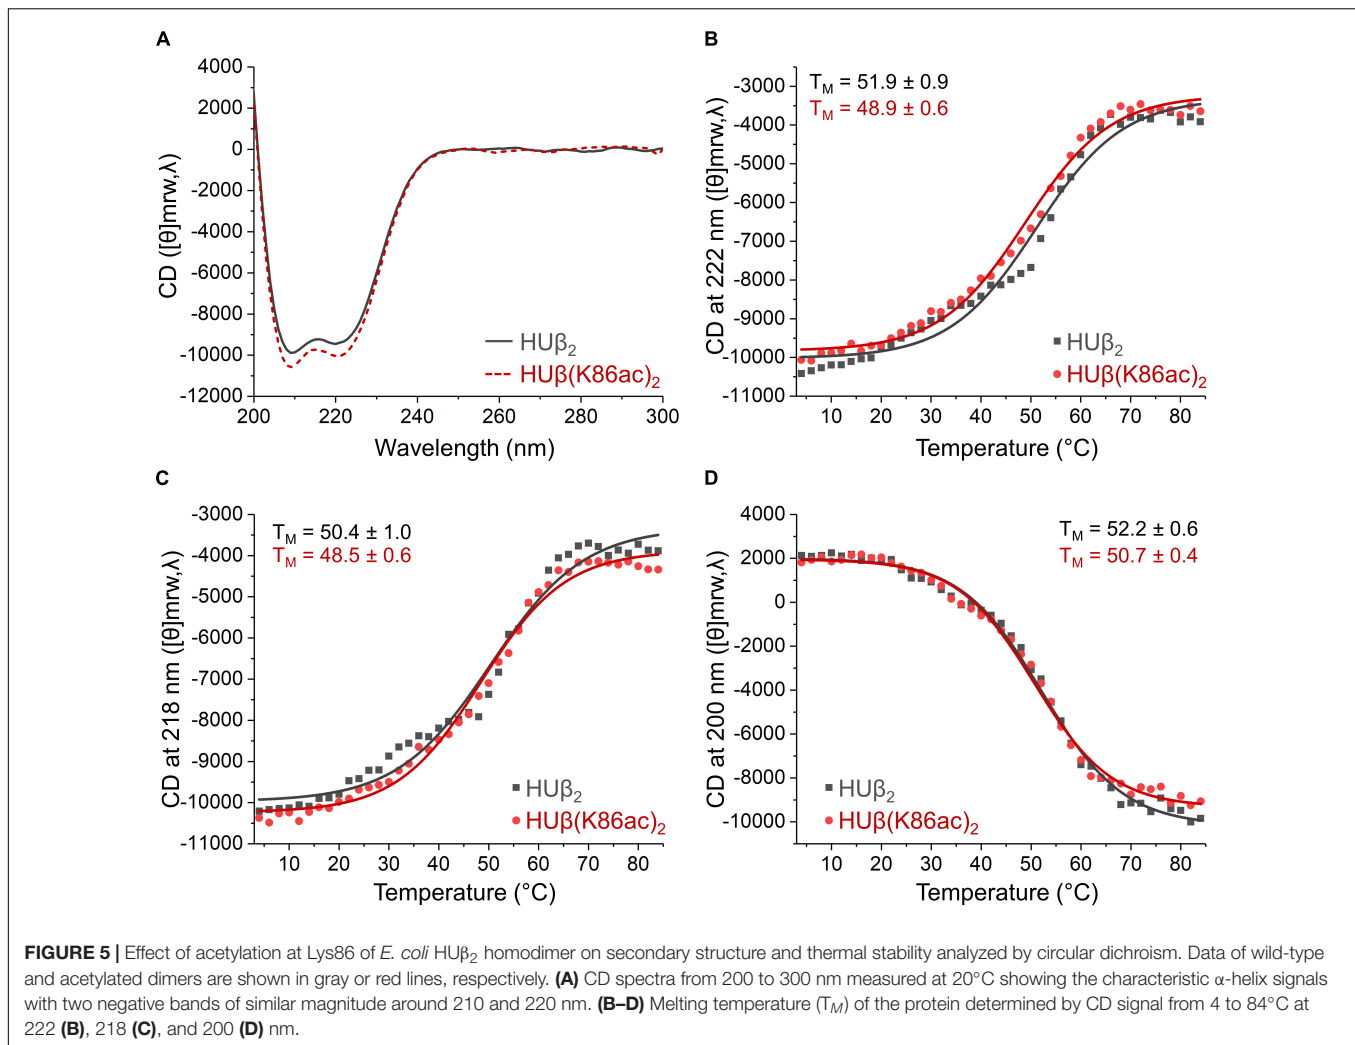 A
4000
2000
0
-2000
-4000
-6000
-8000
-10000
-12000
CD ([θ]mrw,λ)
HUβ₂
HUβ(K86ac)₂
200 220 240 260 280 300
Wavelength (nm)
B
T_M = 51.9 ± 0.9
T_M = 48.9 ± 0.6
-3000
-4000
-5000
-6000
-7000
-8000
-9000
-10000
-11000
CD at 222 nm ([θ]mrw,λ)
HUβ₂
HUβ(K86ac)₂
10 20 30 40 50 60 70 80
Temperature (°C)
C
T_M = 50.4 ± 1.0
T_M = 48.5 ± 0.6
-3000
-4000
-5000
-6000
-7000
-8000
-9000
-10000
-11000
CD at 218 nm ([θ]mrw,λ)
HUβ₂
HUβ(K86ac)₂
10 20 30 40 50 60 70 80
Temperature (°C)
D
T_M = 52.2 ± 0.6
T_M = 50.7 ± 0.4
4000
2000
0
-2000
-4000
-6000
-8000
-10000
CD at 200 nm ([θ]mrw,λ)
HUβ₂
HUβ(K86ac)₂
10 20 30 40 50 60 70 80
Temperature (°C)
FIGURE 5 | Effect of acetylation at Lys86 of E. coli HUβ₂ homodimer on secondary structure and thermal stability analyzed by circular dichroism. Data of wild-type
and acetylated dimers are shown in gray or red lines, respectively. (A) CD spectra from 200 to 300 nm measured at 20°C showing the characteristic α-helix signals
with two negative bands of similar magnitude around 210 and 220 nm. (B–D) Melting temperature (T_M) of the protein determined by CD signal from 4 to 84°C at
222 (B), 218 (C), and 200 (D) nm.